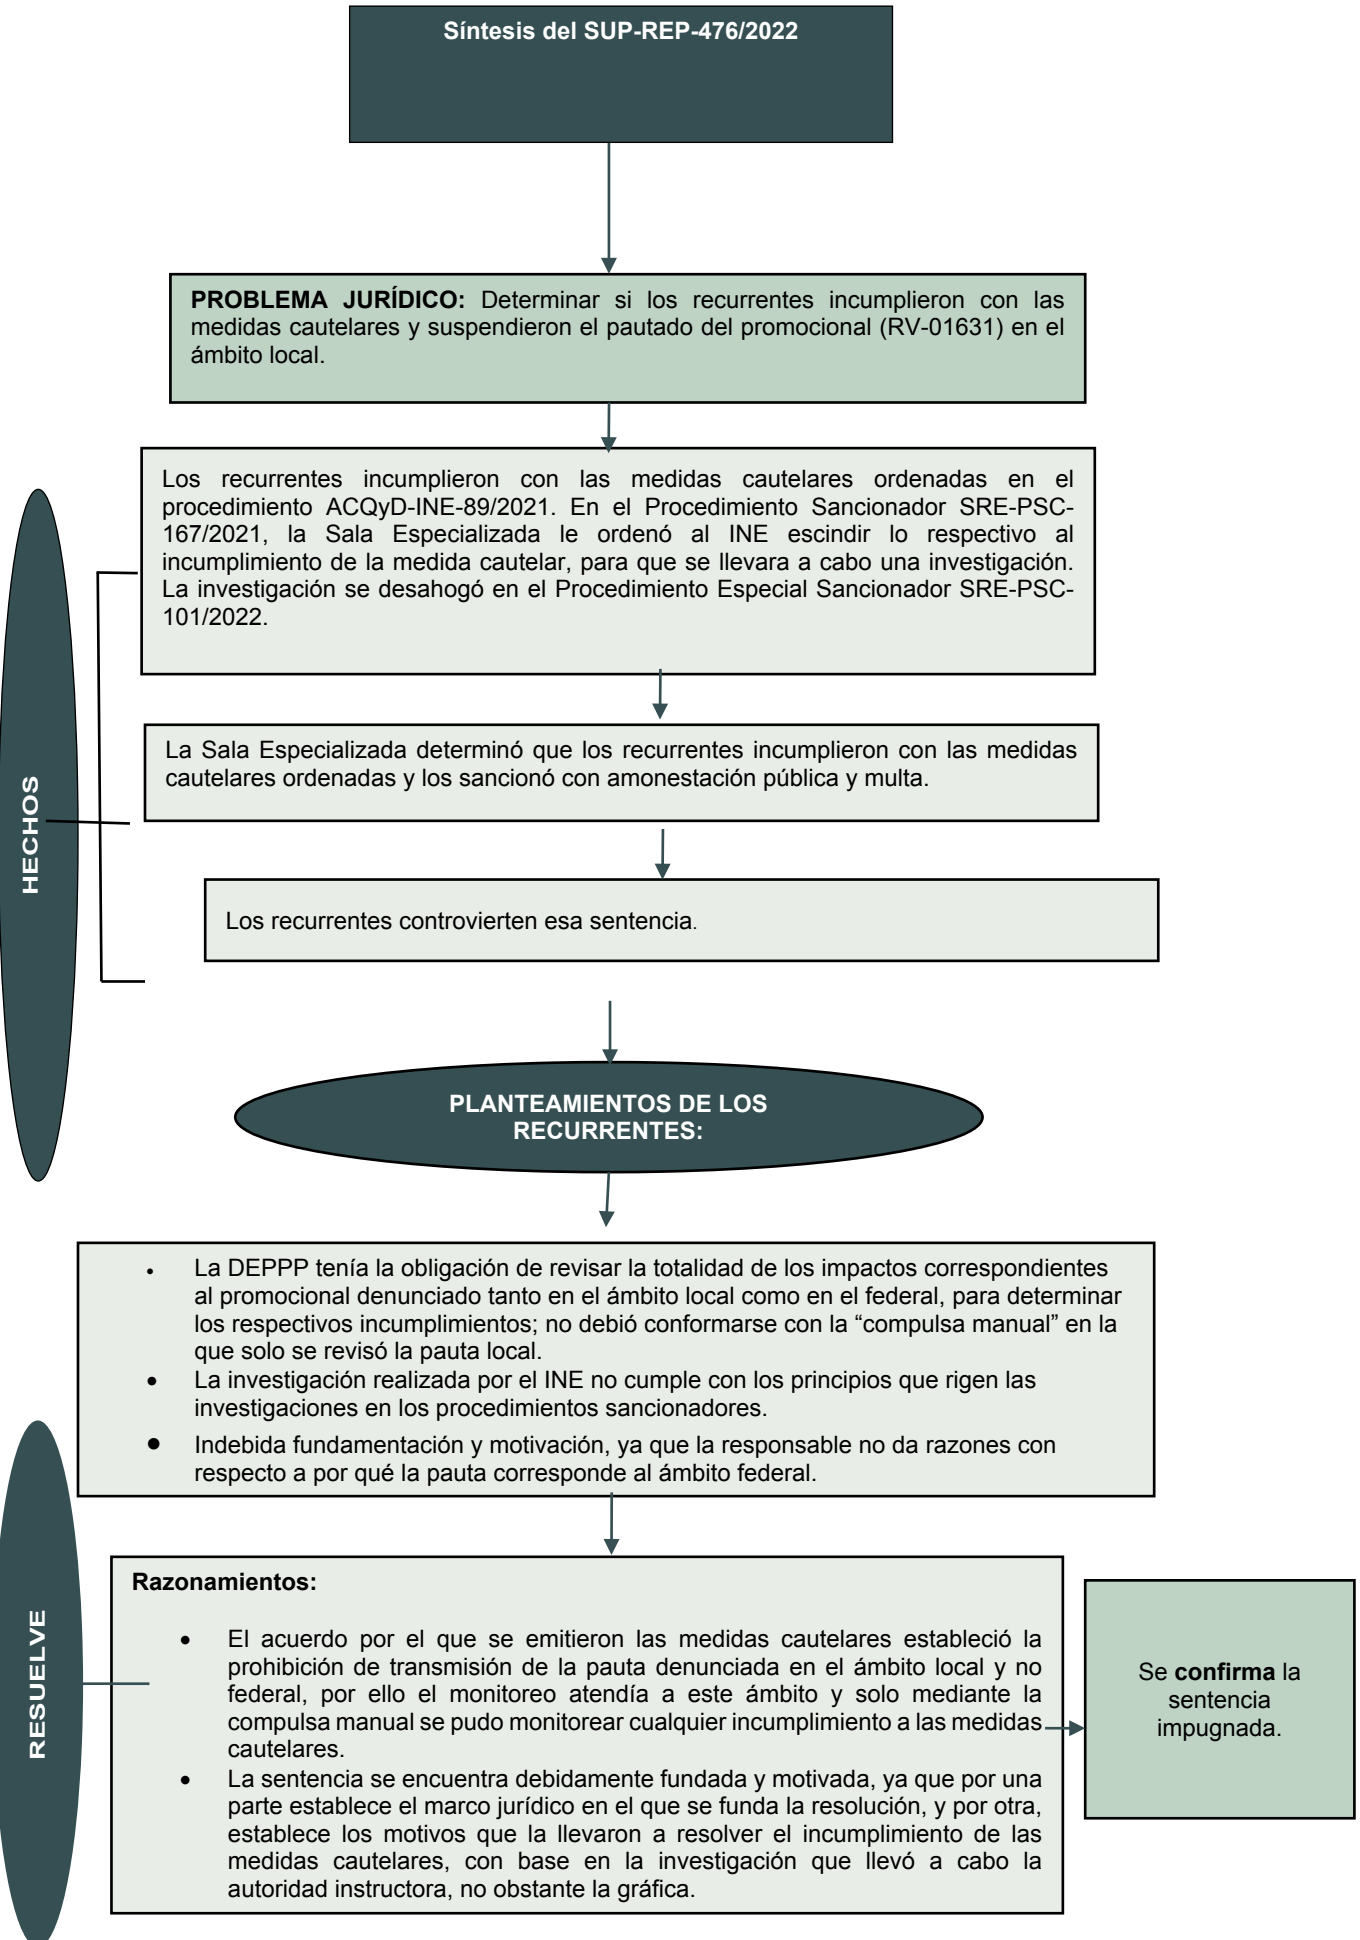 Síntesis del SUP-REP-476/2022
PROBLEMA JURÍDICO: Determinar si los recurrentes incumplieron con las
medidas cautelares y suspendieron el pautado del promocional (RV-01631) en el
ámbito local.
HECHOS
Los recurrentes incumplieron con las medidas cautelares ordenadas en el
procedimiento ACQyD-INE-89/2021. En el Procedimiento Sancionador SRE-PSC-
167/2021, la Sala Especializada le ordenó al INE escindir lo respectivo al
incumplimiento de la medida cautelar, para que se llevara a cabo una investigación.
La investigación se desahogó en el Procedimiento Especial Sancionador SRE-PSC-
101/2022.
La Sala Especializada determinó que los recurrentes incumplieron con las medidas
cautelares ordenadas y los sancionó con amonestación pública y multa.
Los recurrentes controvierten esa sentencia.
PLANTEAMIENTOS DE LOS
RECURRENTES:
• La DEPPP tenía la obligación de revisar la totalidad de los impactos correspondientes
al promocional denunciado tanto en el ámbito local como en el federal, para determinar
los respectivos incumplimientos; no debió conformarse con la “compulsa manual” en la
que solo se revisó la pauta local.
• La investigación realizada por el INE no cumple con los principios que rigen las
investigaciones en los procedimientos sancionadores.
• Indebida fundamentación y motivación, ya que la responsable no da razones con
respecto a por qué la pauta corresponde al ámbito federal.
RESUELVE
Razonamientos:
• El acuerdo por el que se emitieron las medidas cautelares estableció la
prohibición de transmisión de la pauta denunciada en el ámbito local y no
federal, por ello el monitoreo atendía a este ámbito y solo mediante la
compulsa manual se pudo monitorear cualquier incumplimiento a las medidas
cautelares.
• La sentencia se encuentra debidamente fundada y motivada, ya que por una
parte establece el marco jurídico en el que se funda la resolución, y por otra,
establece los motivos que la llevaron a resolver el incumplimiento de las
medidas cautelares, con base en la investigación que llevó a cabo la
autoridad instructora, no obstante la gráfica.
Se confirma la
sentencia
impugnada.